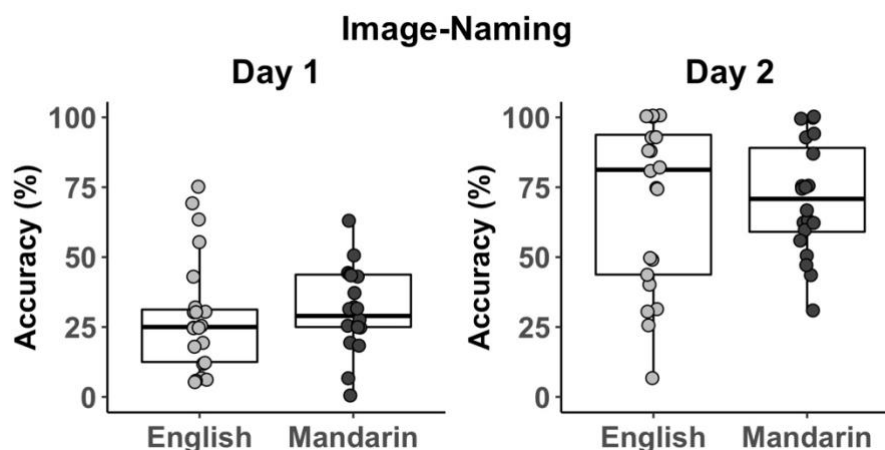 Image-Naming
Day 1
Day 2
Accuracy (%)
100
75
50
25
0
English Mandarin
Accuracy (%)
100
75
50
25
0
English Mandarin